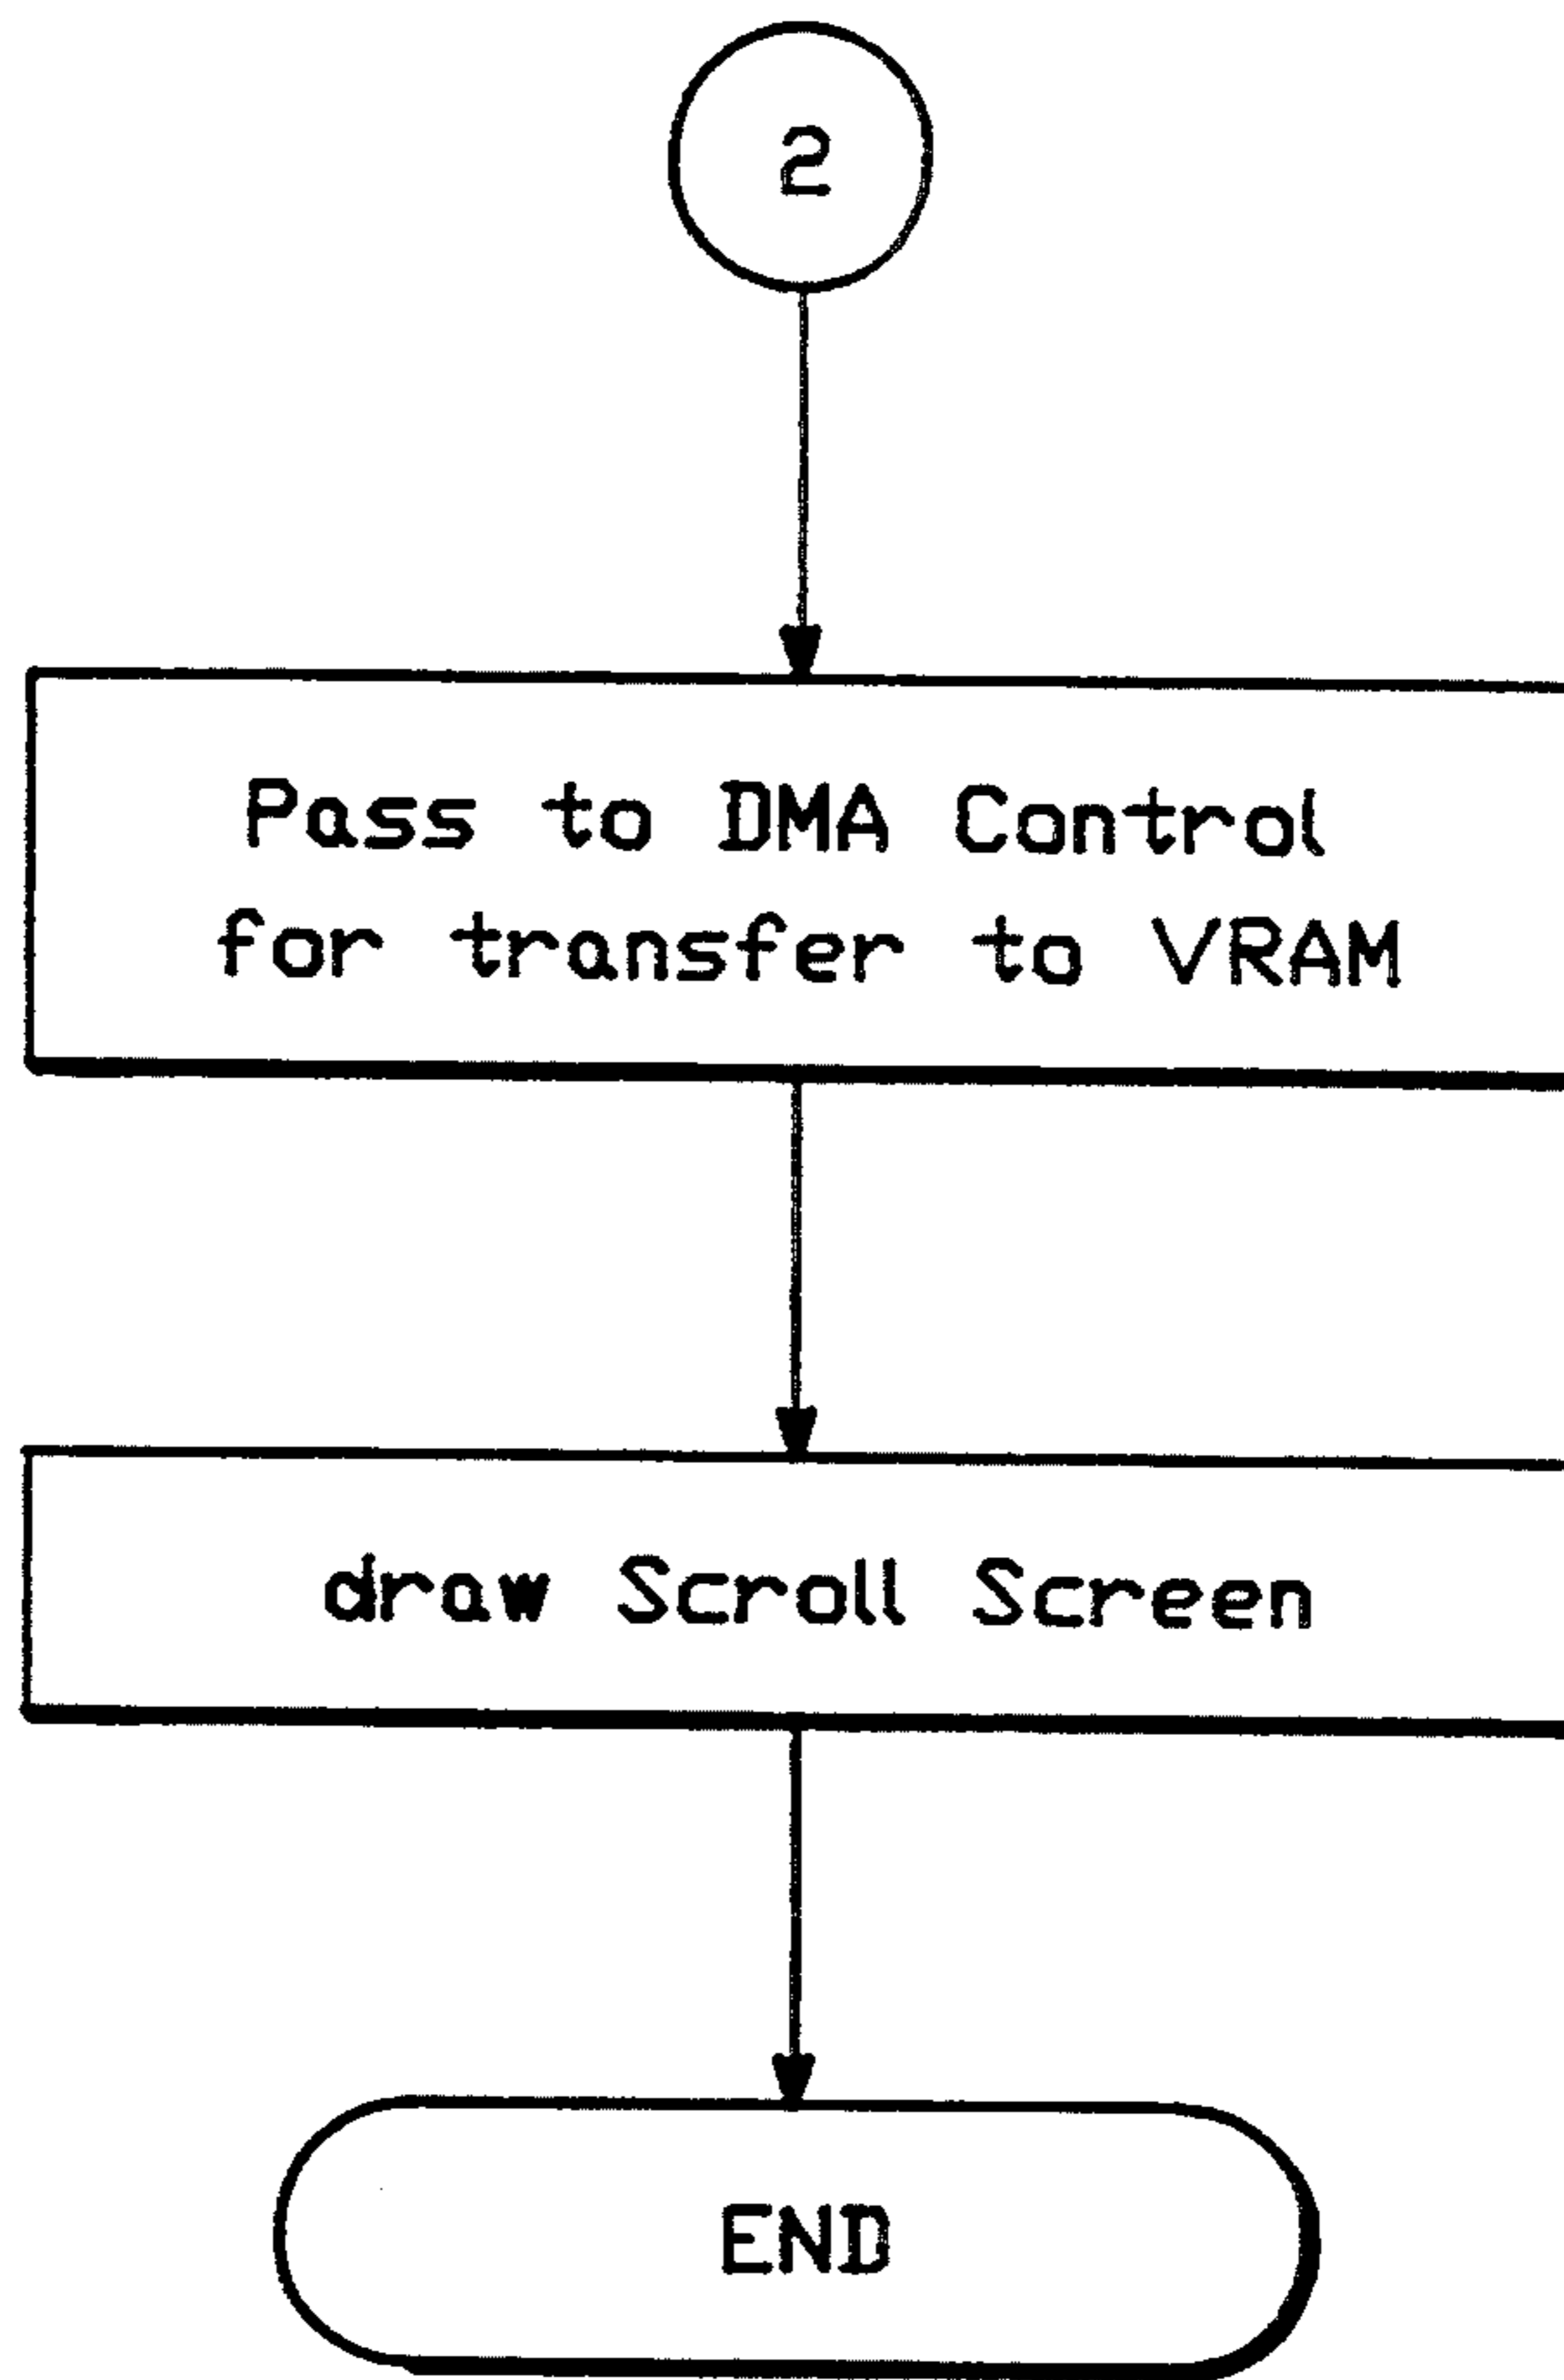 2
Pass to DMA Control
for transfer to VRAM
draw Scroll Screen
END